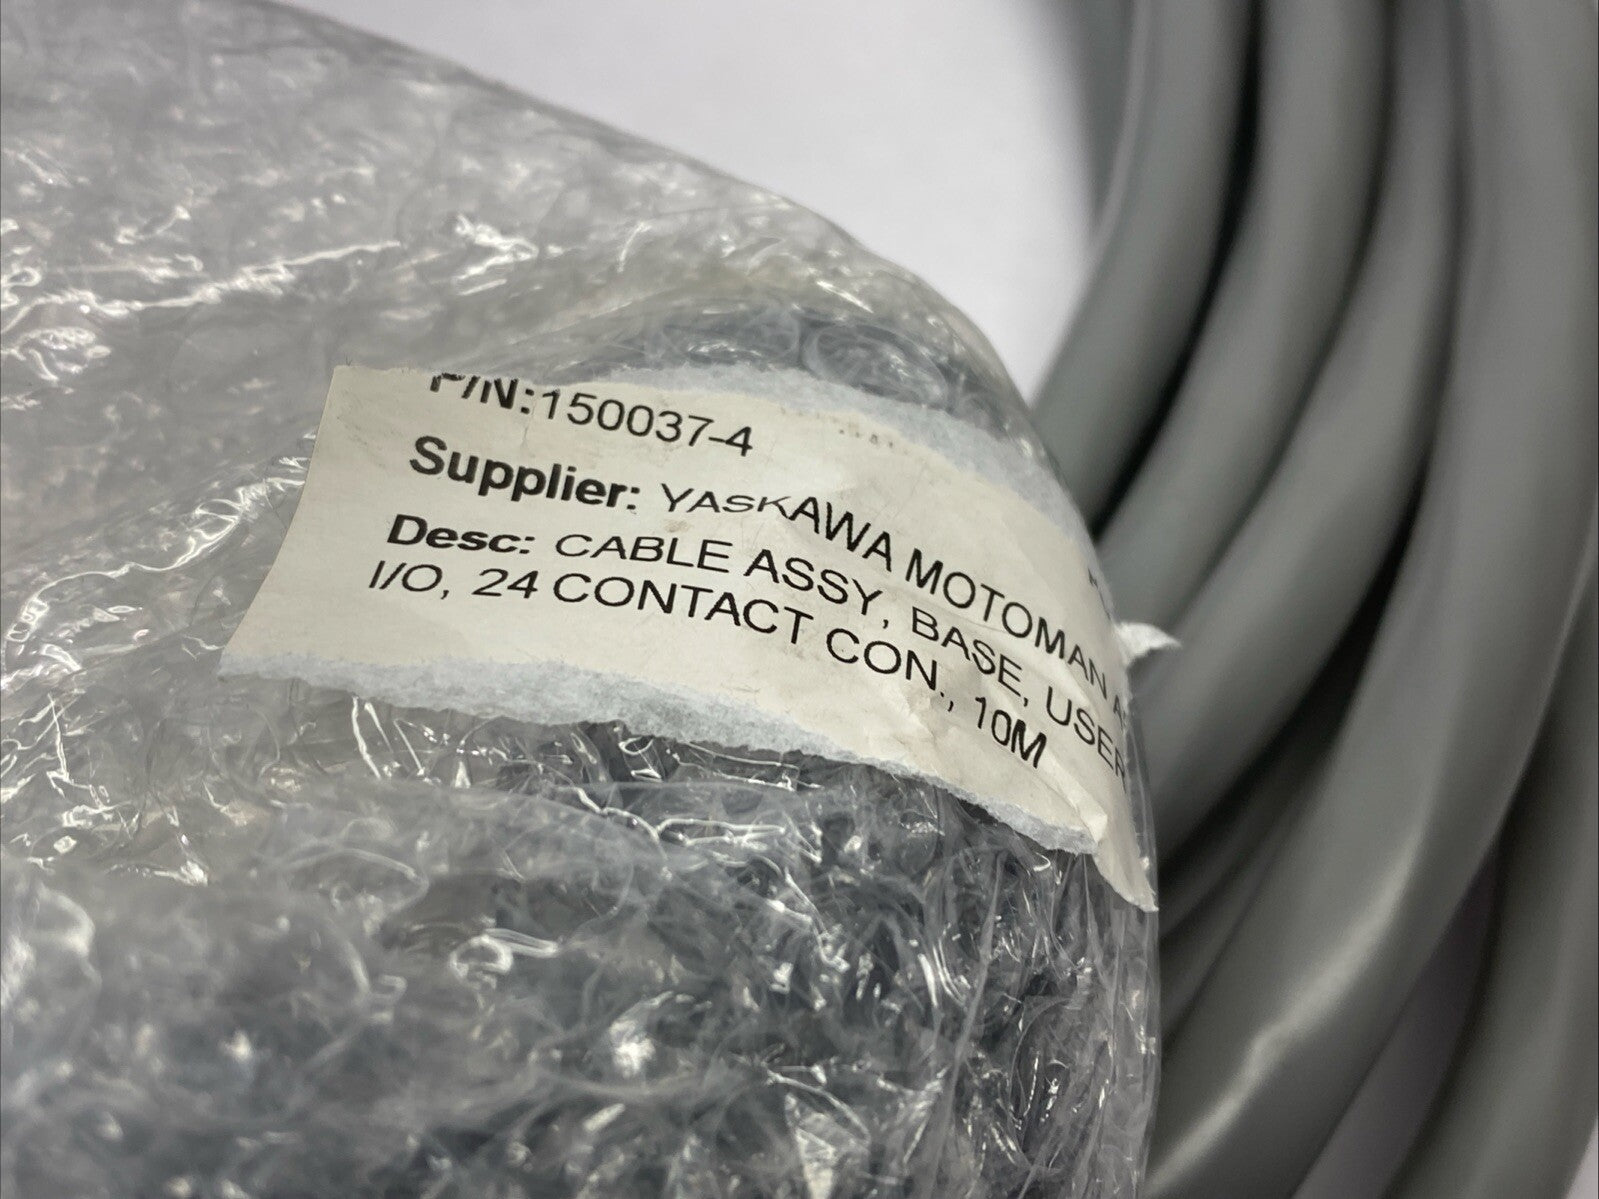 P/N:150037-4
Supplier: YASKAWA MOTOMAN
Desc: CABLE ASSY, BASE, USER
I/O, 24 CONTACT CON., 10M